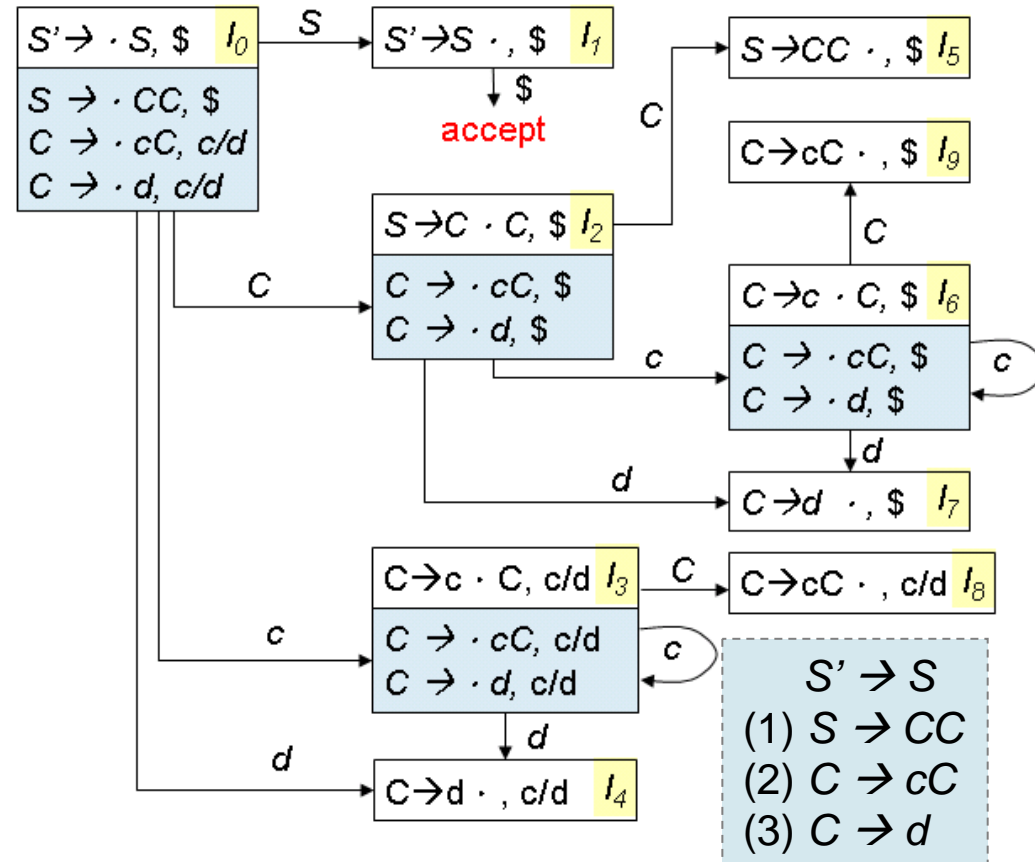 S' → · S, $ I0
S → · CC, $
C → · cC, c/d
C → · d, c/d
S
S' → S · , $ I1
$
accept
C
S → CC · , $ I5
C → cC · , $ I9
C
C
S → C · C, $ I2
C → · cC, $
C → · d, $
c
C → c · C, $ I6
C → · cC, $
C → · d, $
c
d
d
C → d · , $ I7
c
C → c · C, c/d I3
C → · cC, c/d
C → · d, c/d
c
C
C → cC · , c/d I8
d
d
C → d · , c/d I4
S' → S
(1) S → CC
(2) C → cC
(3) C → d